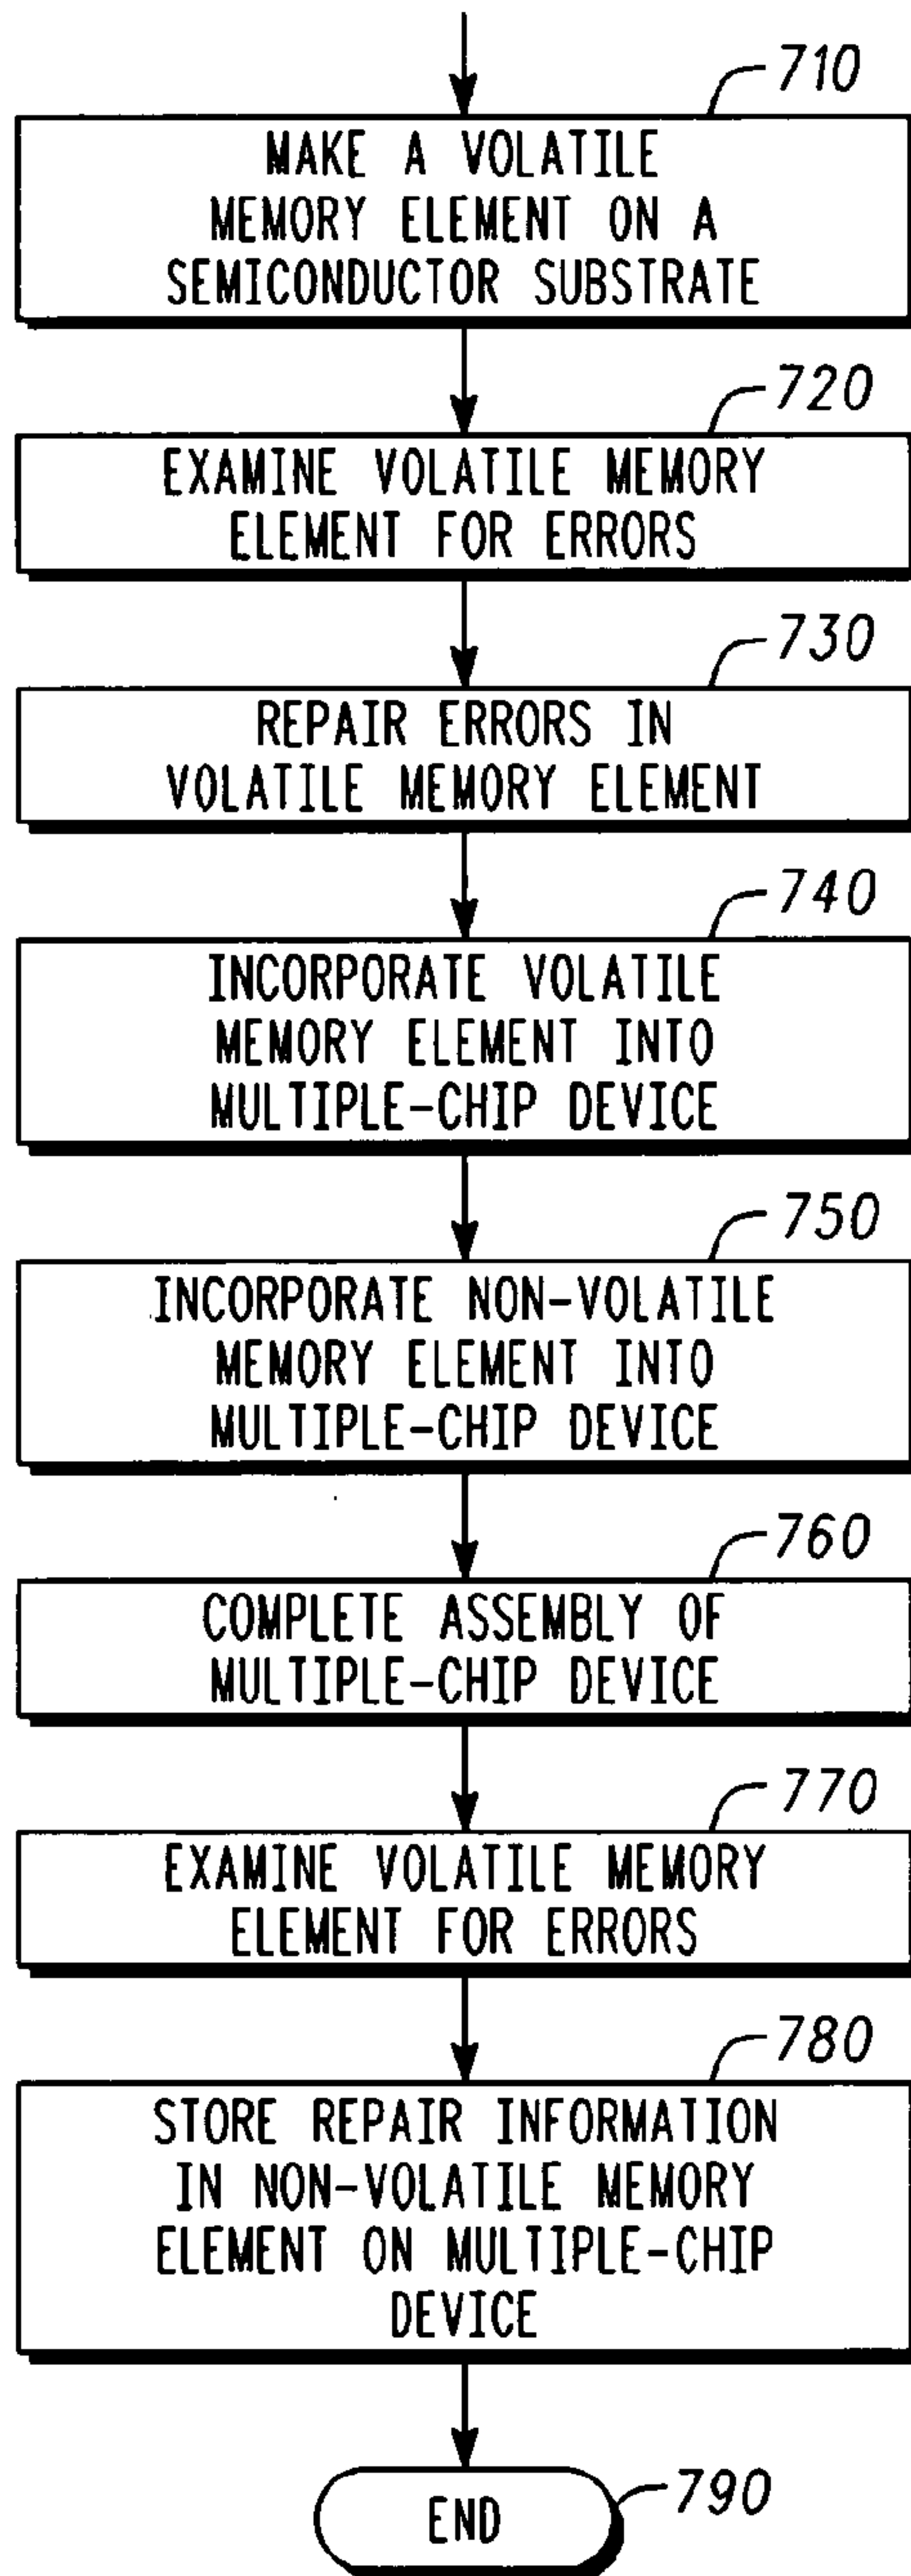 710
MAKE A VOLATILE
MEMORY ELEMENT ON A
SEMICONDUCTOR SUBSTRATE
720
EXAMINE VOLATILE MEMORY
ELEMENT FOR ERRORS
730
REPAIR ERRORS IN
VOLATILE MEMORY ELEMENT
740
INCORPORATE VOLATILE
MEMORY ELEMENT INTO
MULTIPLE-CHIP DEVICE
750
INCORPORATE NON-VOLATILE
MEMORY ELEMENT INTO
MULTIPLE-CHIP DEVICE
760
COMPLETE ASSEMBLY OF
MULTIPLE-CHIP DEVICE
770
EXAMINE VOLATILE MEMORY
ELEMENT FOR ERRORS
780
STORE REPAIR INFORMATION
IN NON-VOLATILE MEMORY
ELEMENT ON MULTIPLE-CHIP
DEVICE
END
790